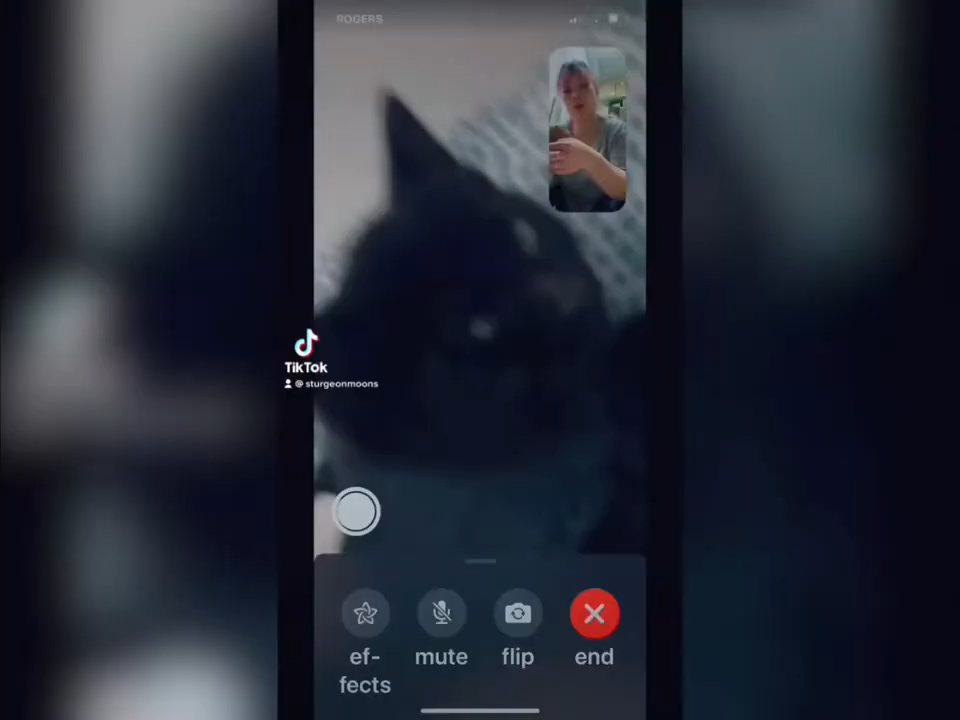 ROGERS
TikTok
@ sturgeonmoons
ef-
fects
mute
flip
end